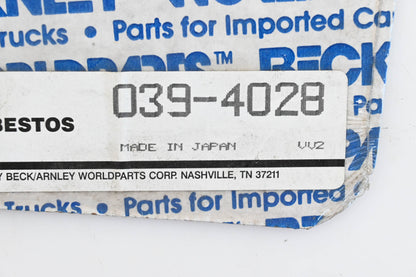 Trucks • Parts for Imported Ca
WORLDPARTS™ BECK
039-4028
BESTOS
MADE IN JAPAN VV2
Y BECK/ARNLEY WORLDPARTS CORP. NASHVILLE, TN 37211
Trucks • Parts for Imported C